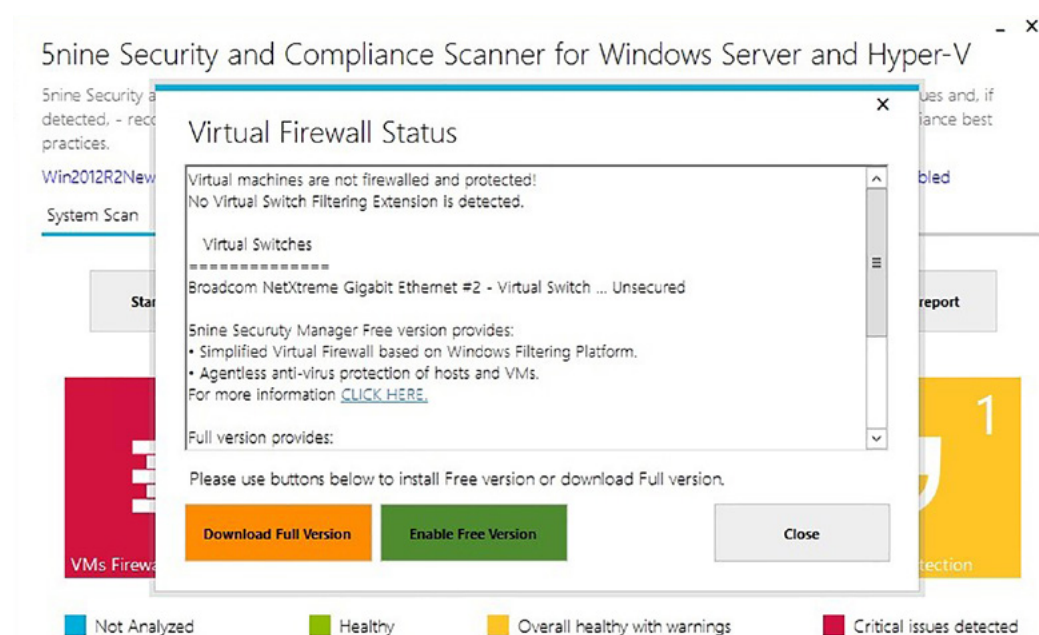 5nine Security and Compliance Scanner for Windows Server and Hyper-V
5nine Security a
ues and, if
detected, - reco
iance best
practices.
Win2012R2New
bled
System Scan
Star
report
Virtual Firewall Status
Virtual machines are not firewalled and protected!
No Virtual Switch Filtering Extension is detected.
Virtual Switches
==============
Broadcom NetXtreme Gigabit Ethernet #2 - Virtual Switch ... Unsecured
5nine Securuty Manager Free version provides:
• Simplified Virtual Firewall based on Windows Filtering Platform.
• Agentless anti-virus protection of hosts and VMs.
For more information CLICK HERE.
Full version provides:
Please use buttons below to install Free version or download Full version.
Download Full Version
Enable Free Version
Close
1
VMs Firewa
tection
Not Analyzed
Healthy
Overall healthy with warnings
Critical issues detected